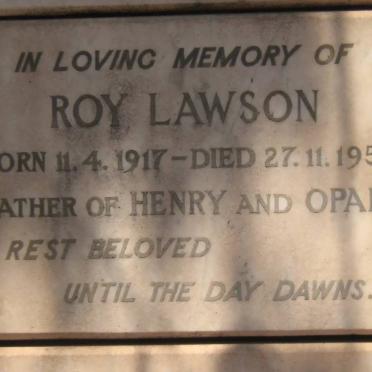 IN LOVING MEMORY OF
ROY LAWSON
ORN 11. 4. 1917 – DIED 27. 11. 195
ATHER OF HENRY AND OPA
REST BELOVED
UNTIL THE DAY DAWNS.